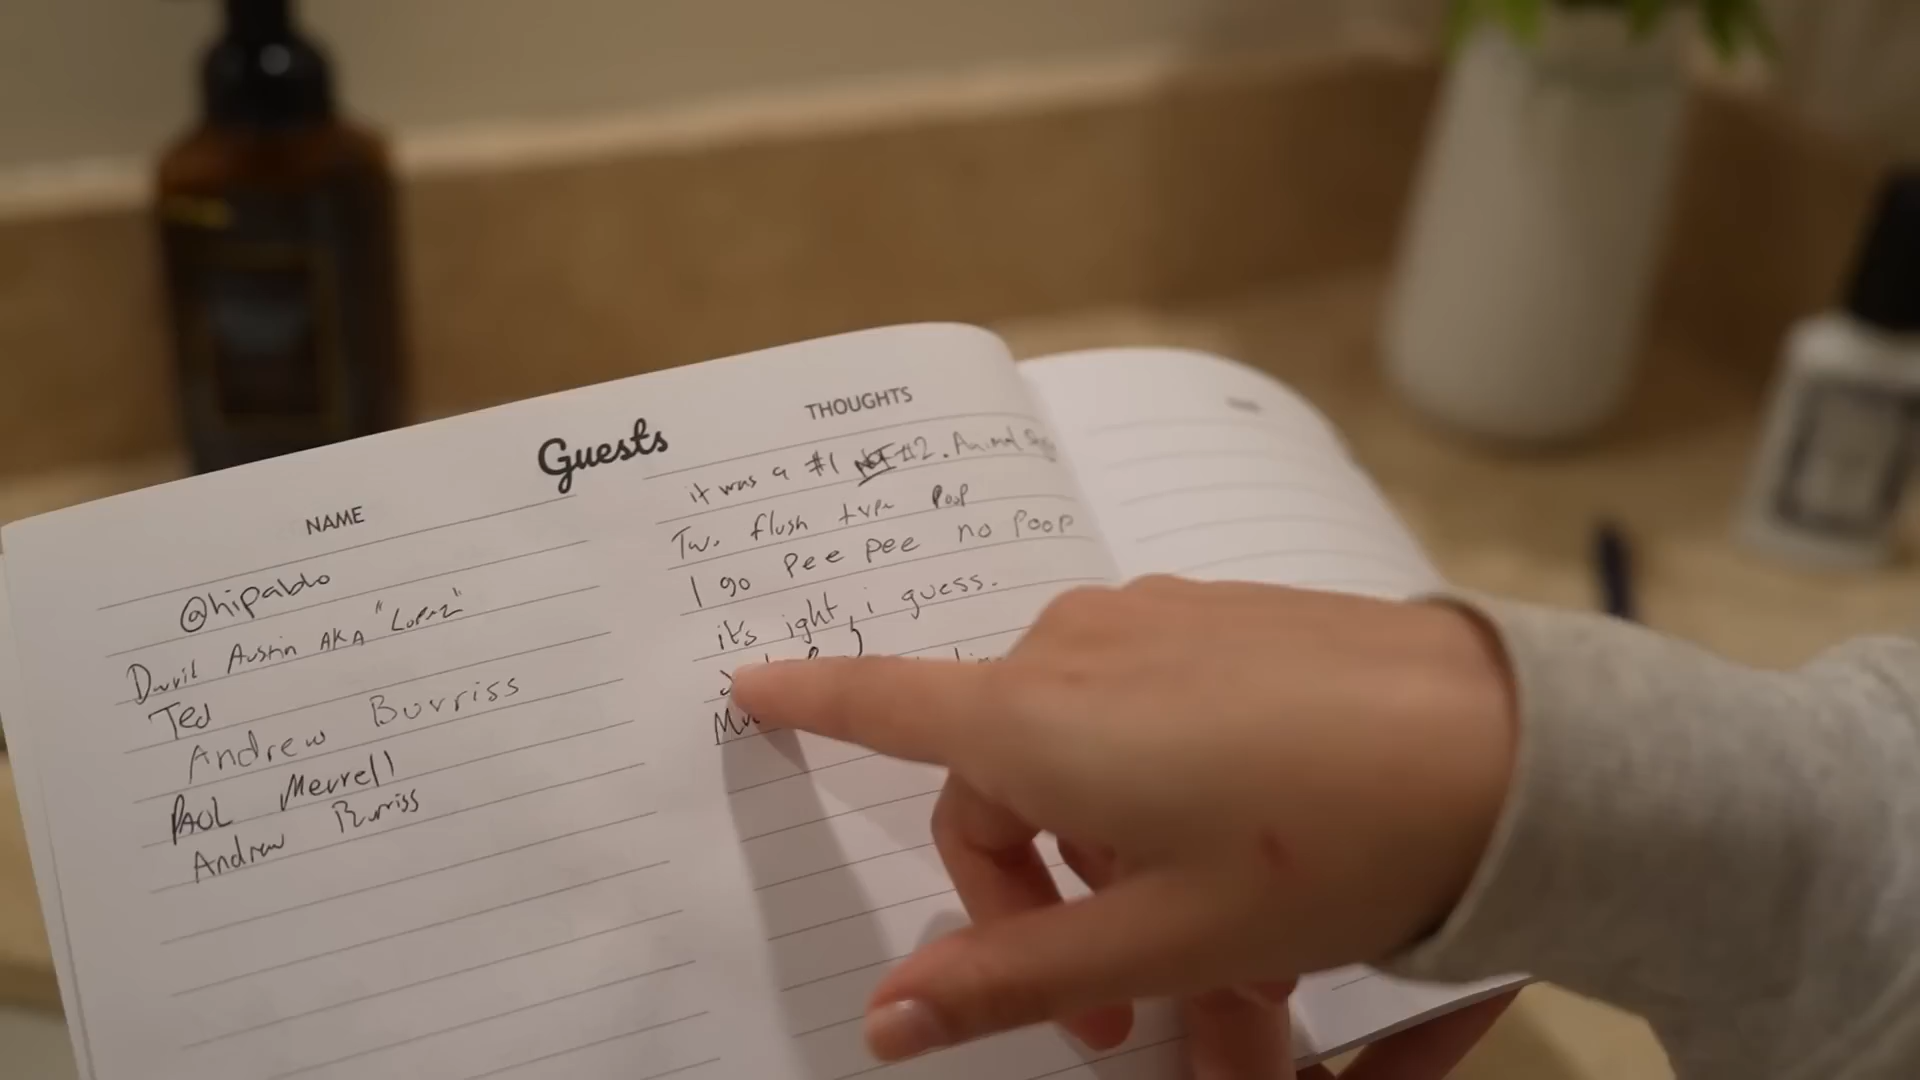 Guests
NAME
THOUGHTS
@hipablo
it was a #1 NOT #2. Animal
David Austin AKA "Lopez"
Two flush type poop
Ted
I go Pee pee no Poop
Andrew Burriss
it's ight, i guess.
PAUL Merrell
Andrew Burriss